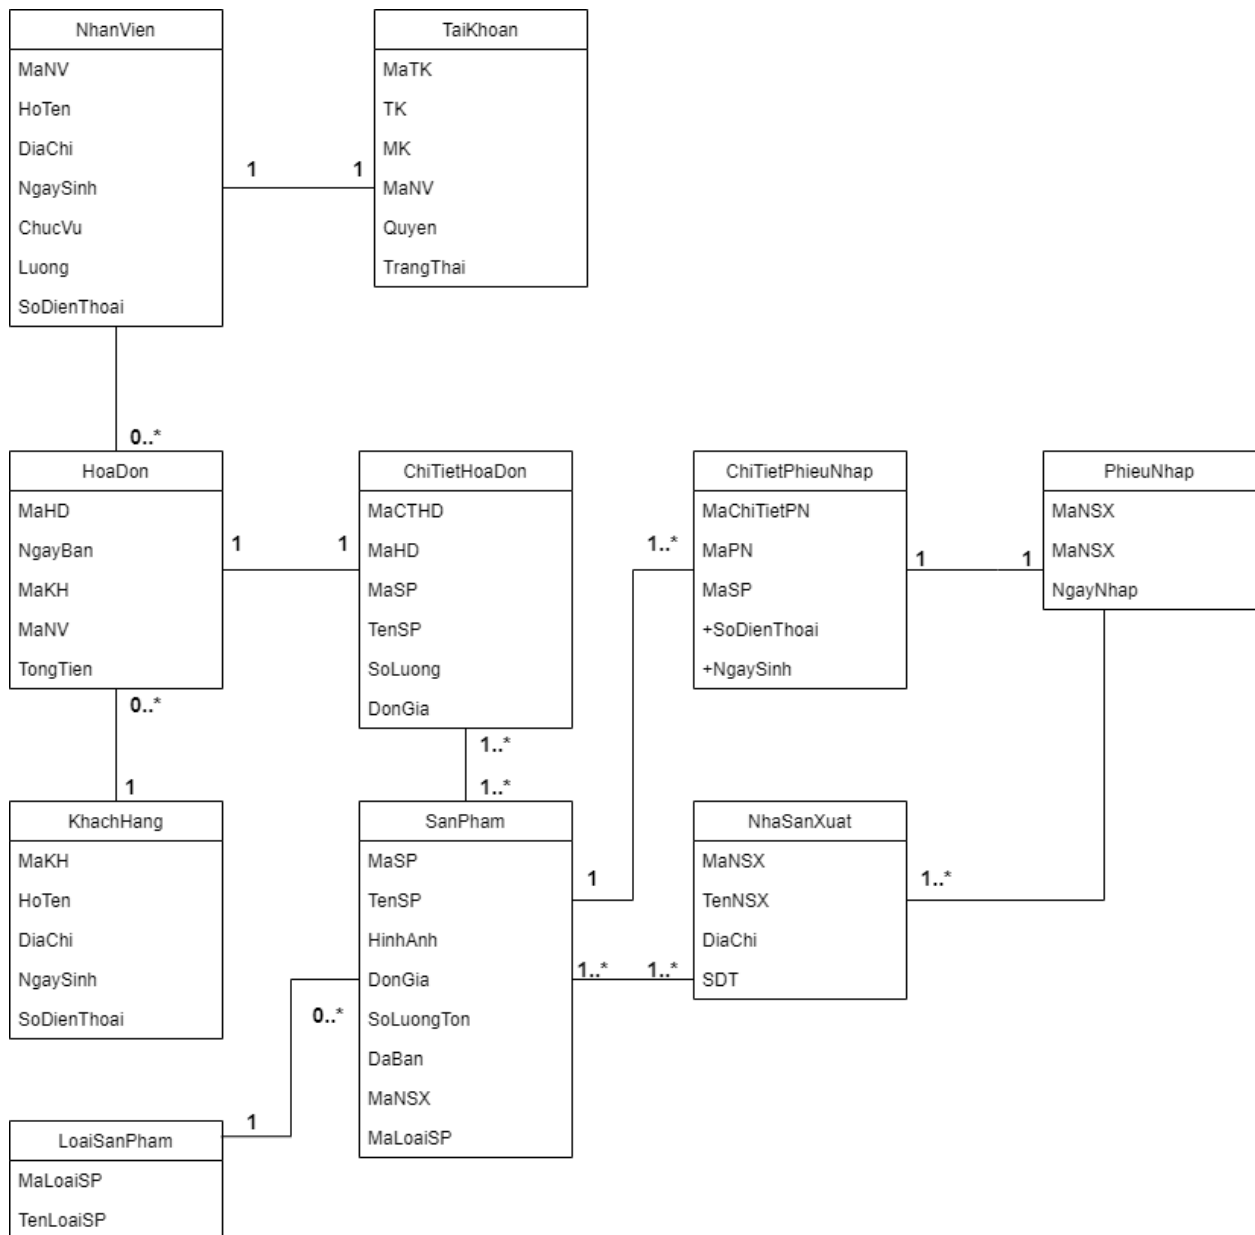 NhanVien
MaNV
HoTen
DiaChi
NgaySinh
ChucVu
Luong
SoDienThoai
TaiKhoan
MaTK
TK
MK
MaNV
Quyen
TrangThai
1
1
0..*
HoaDon
MaHD
NgayBan
MaKH
MaNV
TongTien
1
1
ChiTietHoaDon
MaCTHD
MaHD
MaSP
TenSP
SoLuong
DonGia
1..*
ChiTietPhieuNhap
MaChiTietPN
MaPN
MaSP
+SoDienThoai
+NgaySinh
1
1
PhieuNhap
MaNSX
MaNSX
NgayNhap
0..*
1
1..*
1..*
KhachHang
MaKH
HoTen
DiaChi
NgaySinh
SoDienThoai
SanPham
MaSP
TenSP
HinhAnh
DonGia
SoLuongTon
DaBan
MaNSX
MaLoaiSP
1
1..*
1..*
NhaSanXuat
MaNSX
TenNSX
DiaChi
SDT
1..*
0..*
1
LoaiSanPham
MaLoaiSP
TenLoaiSP